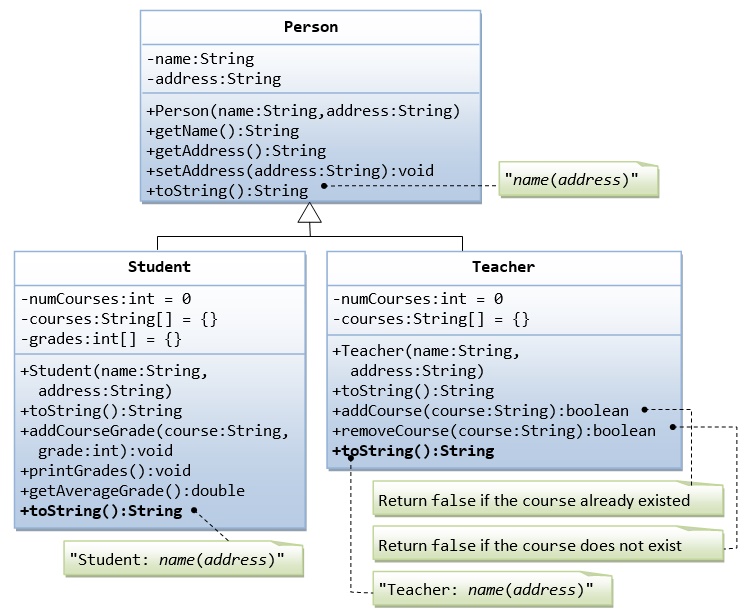 Person
-name:String
-address:String
+Person(name:String,address:String)
+getName():String
+getAddress():String
+setAddress(address:String):void
+toString():String
"name(address)"
Student
-numCourses:int = 0
-courses:String[] = {}
-grades:int[] = {}
+Student(name:String,
address:String)
+toString():String
+addCourseGrade(course:String,
grade:int):void
+printGrades():void
+getAverageGrade():double
+toString():String
"Student: name(address)"
Teacher
-numCourses:int = 0
-courses:String[] = {}
+Teacher(name:String,
address:String)
+toString():String
+addCourse(course:String):boolean
+removeCourse(course:String):boolean
+toString():String
Return false if the course already existed
Return false if the course does not exist
"Teacher: name(address)"